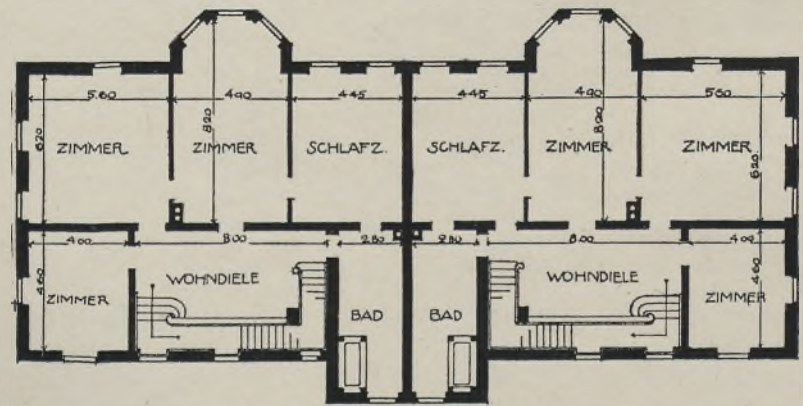 5.60 4.90 4.45 4.45 4.90 5.60
6.20 8.20 8.20 6.20
ZIMMER ZIMMER SCHLAFZ. SCHLAFZ. ZIMMER ZIMMER
4.00 8.00 2.80 2.80 8.00 4.00
4.60 4.60
WOHNDIELE WOHNDIELE
ZIMMER ZIMMER
BAD BAD